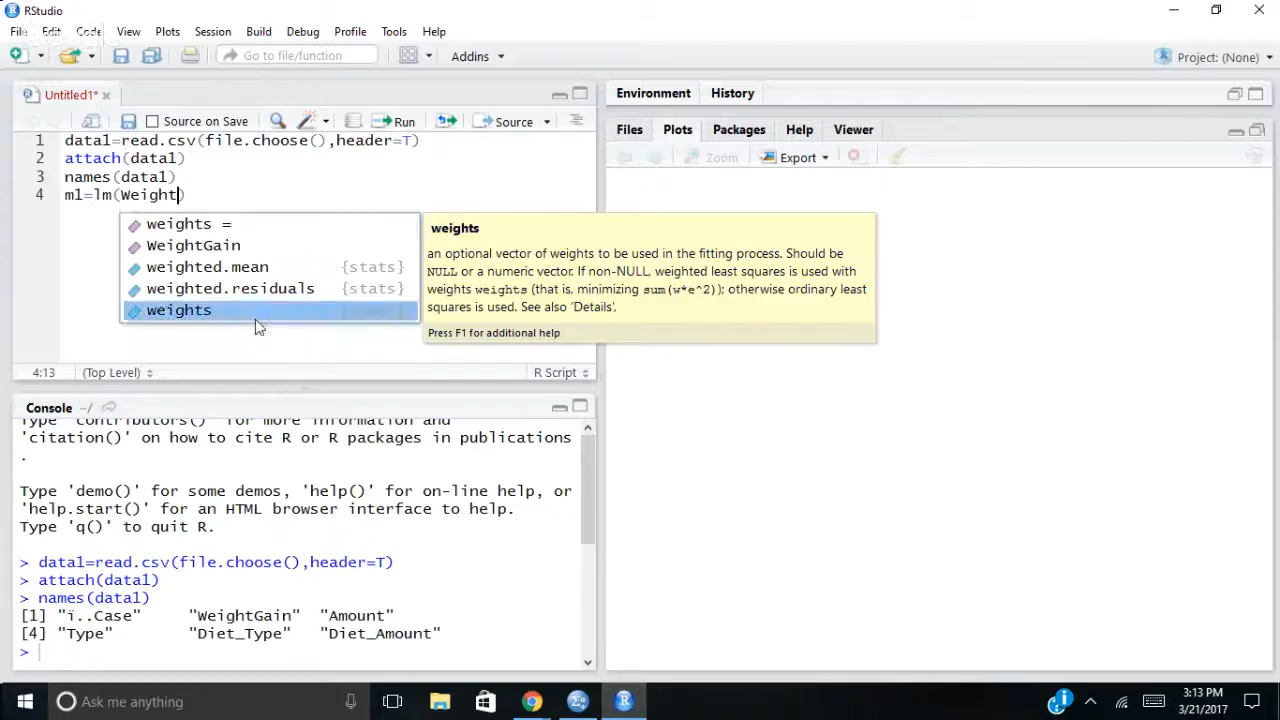 RStudio
File Edit Code View Plots Session Build Debug Profile Tools Help
Go to file/function
Addins
Project: (None)
Untitled1*
Source on Save
Run
Source
1 data1=read.csv(file.choose(),header=T)
2 attach(data1)
3 names(data1)
4 m1=lm(Weight)
weights =
WeightGain
weighted.mean {stats}
weighted.residuals {stats}
weights
weights
an optional vector of weights to be used in the fitting process. Should be
NULL or a numeric vector. If non-NULL, weighted least squares is used with
weights weights (that is, minimizing sum(w*e^2)); otherwise ordinary least
squares is used. See also 'Details'.
Press F1 for additional help
4:13 (Top Level) R Script
Console ~/
Type 'contributors()' for more information and
'citation()' on how to cite R or R packages in publications
.
Type 'demo()' for some demos, 'help()' for on-line help, or
'help.start()' for an HTML browser interface to help.
Type 'q()' to quit R.
> data1=read.csv(file.choose(),header=T)
> attach(data1)
> names(data1)
[1] "ï..Case" "WeightGain" "Amount"
[4] "Type" "Diet_Type" "Diet_Amount"
>
Environment History
Files Plots Packages Help Viewer
Zoom Export
Ask me anything
3:13 PM
3/21/2017